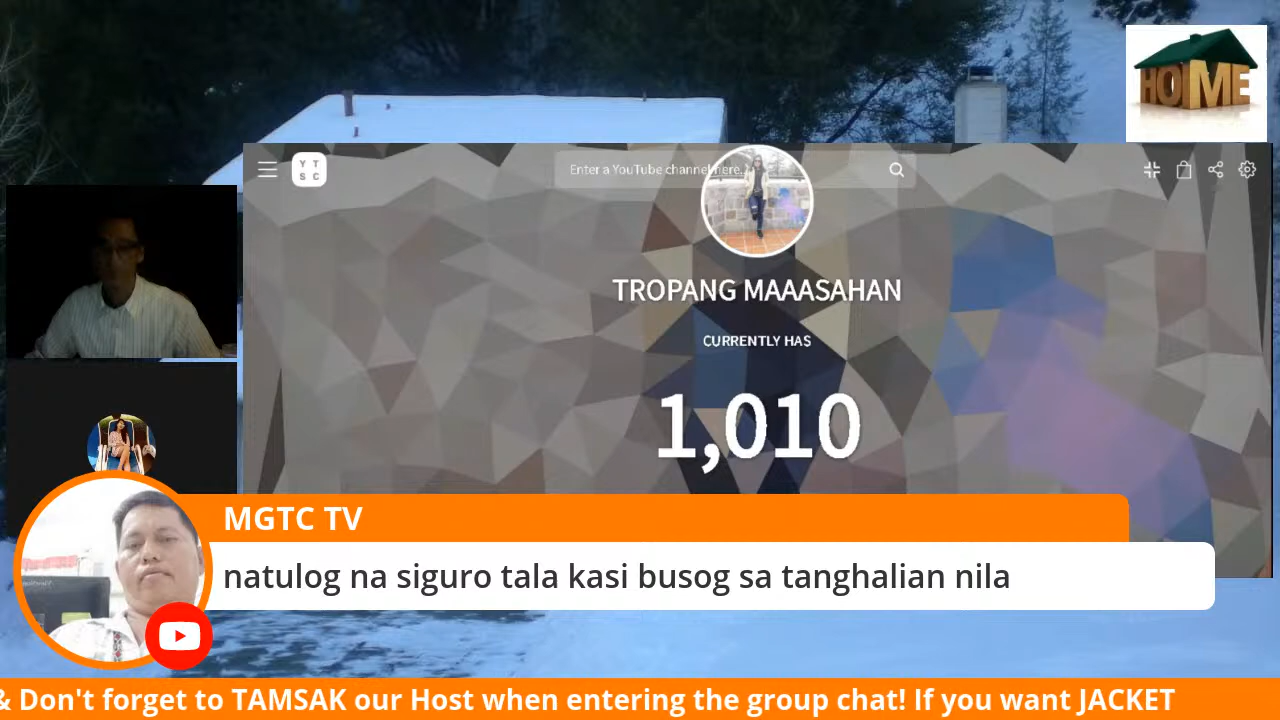 HOME
Y T
S C
Enter a YouTube channel here.
TROPANG MAAASAHAN
CURRENTLY HAS
1,010
MGTC TV
natulog na siguro tala kasi busog sa tanghalian nila
& Don't forget to TAMSAK our Host when entering the group chat! If you want JACKET